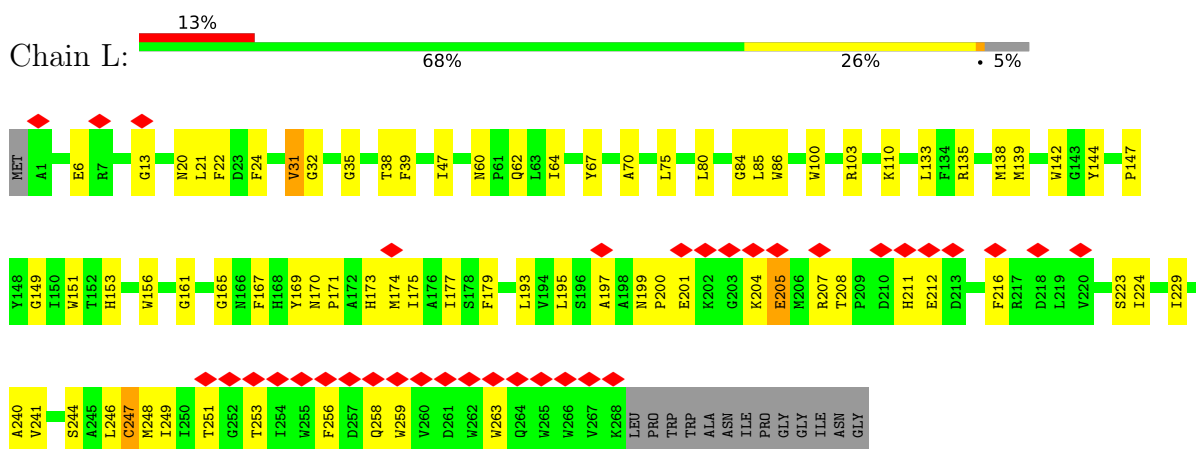 13%
Chain L:
68% 26% • 5%
MET A1 E6 R7 G13 N20 L21 F22 D23 F24 V31 G32 G35 T38 F39 I47 N60 P61 Q62 L63 I64 Y67 A70 L75 L80 G84 L85 W86 W100 R103 K110 L133 F134 R135 M138 M139 W142 G143 Y144 P147
Y148 G149 I150 W151 T152 H153 W156 G161 G165 N166 F167 H168 Y169 N170 P171 A172 H173 M174 I175 A176 I177 S178 F179 L193 V194 L195 S196 A197 A198 N199 P200 E201 K202 G203 K204 E205 M206 R207 T208 P209 D210 H211 E212 D213 F216 R217 D218 L219 V220 S223 I224 I229
A240 V241 S244 A245 L246 C247 M248 I249 I250 T251 G252 T253 I254 W255 F256 D257 Q258 W259 V260 D261 W262 W263 Q264 W265 W266 V267 K268 LEU PRO TRP TRP ALA ASN ILE PRO GLY GLY ILE ASN GLY